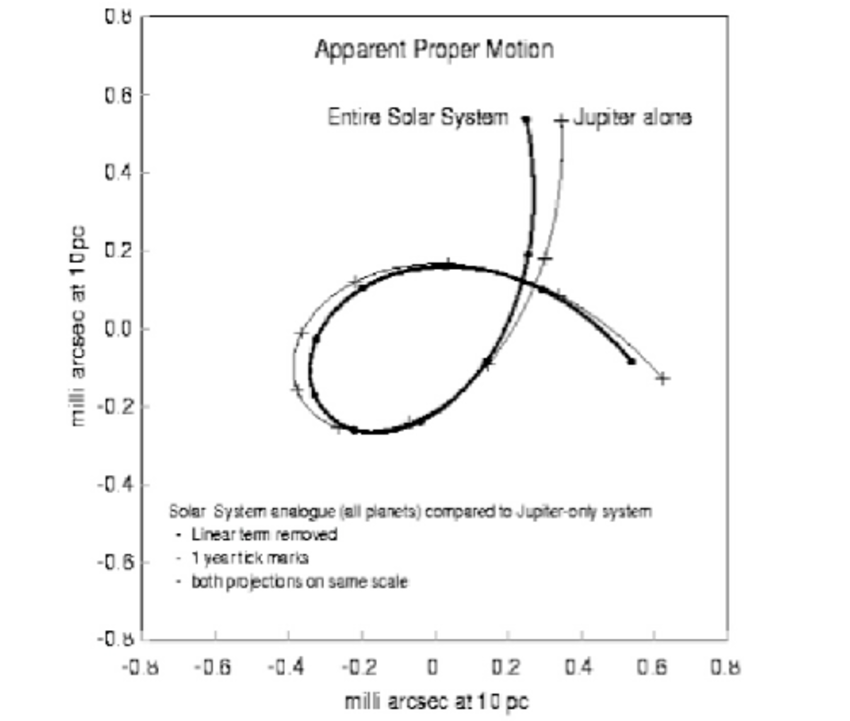 Apparent Proper Motion
Entire Solar System
Jupiter alone
0.8
0.6
0.4
0.2
0.0
-0.2
-0.4
-0.6
-0.8
milli arcsec at 10pc
Solar System analogue (all planets) compared to Jupiter-only system
- Linear term removed
- 1 year tick marks
- both projections on same scale
-0.8 -0.6 -0.4 -0.2 0 0.2 0.4 0.6 0.8
milli arcsec at 10 pc